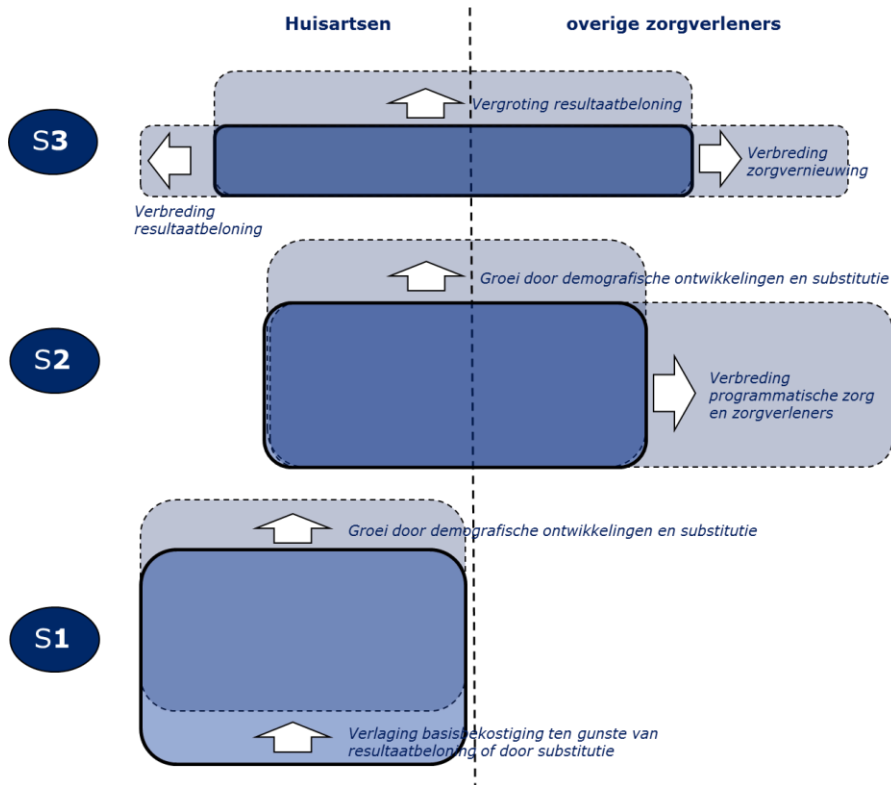 Huisartsen
overige zorgverleners
S3
Vergroting resultaatbeloning
Verbreding
zorgvernieuwing
Verbreding
resultaatbeloning
Groei door demografische ontwikkelingen en substitutie
S2
Verbreding
programmatische zorg
en zorgverleners
Groei door demografische ontwikkelingen en substitutie
S1
Verlaging basisbekostiging ten gunste van
resultaatbeloning of door substitutie